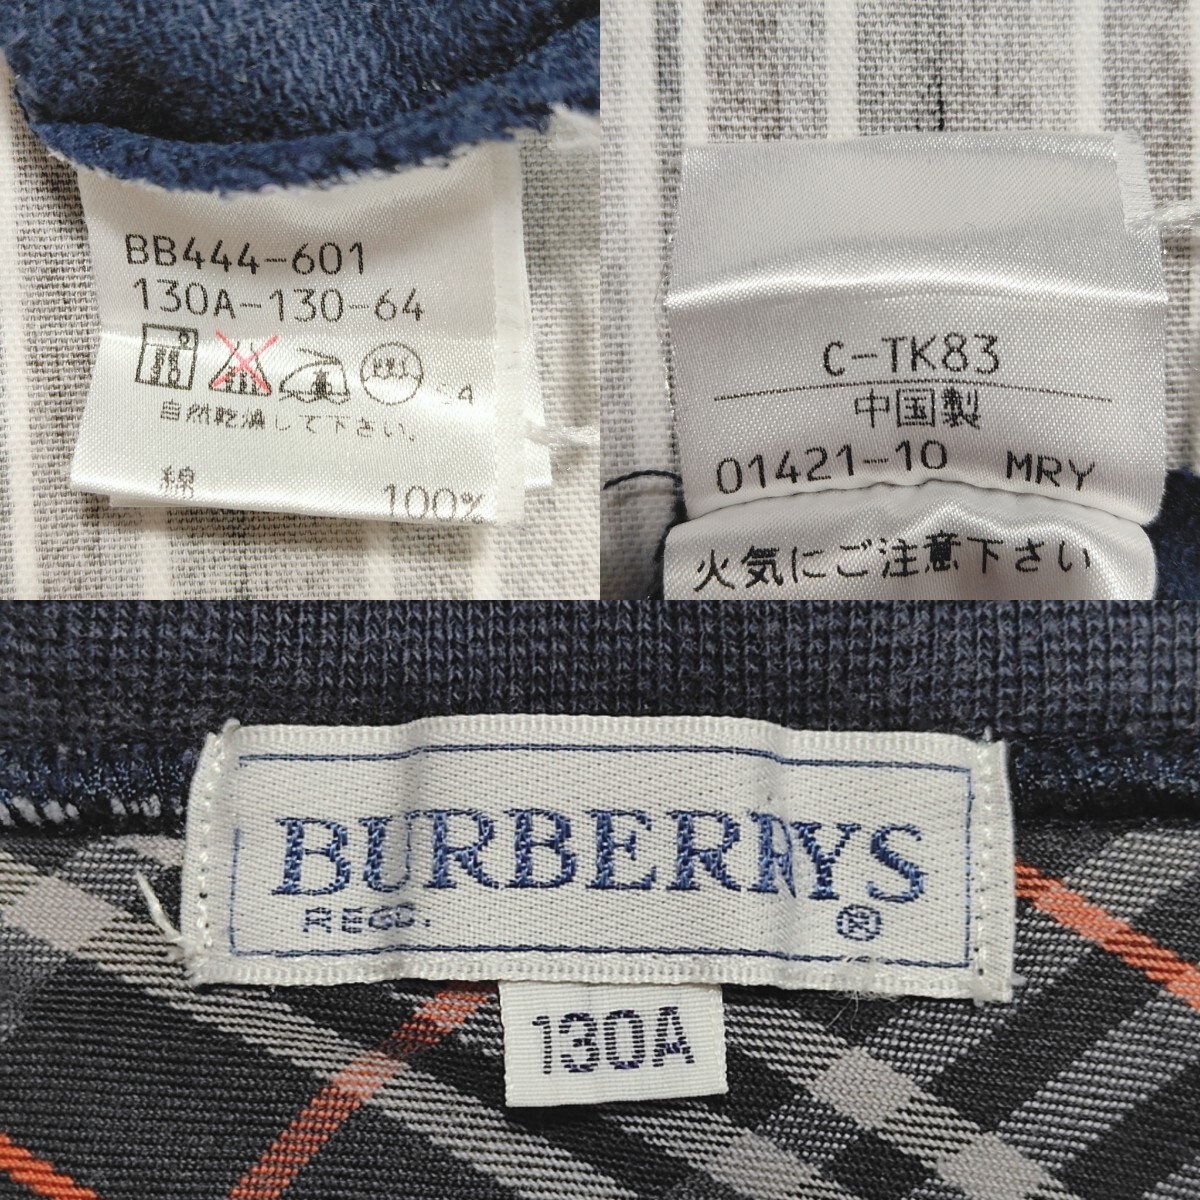 BB444-601
130A-130-64
自然乾燥して下さい。
綿 100%
C-TK83
中国製
01421-10 MRY
火気にご注意下さい
BURBERRYS
REGD. ®
130A